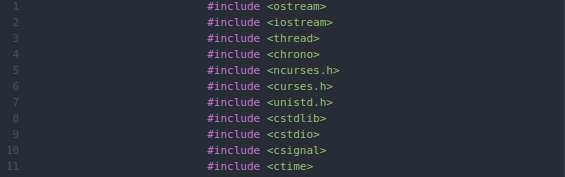 1 #include <ostream>
2 #include <iostream>
3 #include <thread>
4 #include <chrono>
5 #include <ncurses.h>
6 #include <curses.h>
7 #include <unistd.h>
8 #include <cstdlib>
9 #include <cstdio>
10 #include <csignal>
11 #include <ctime>